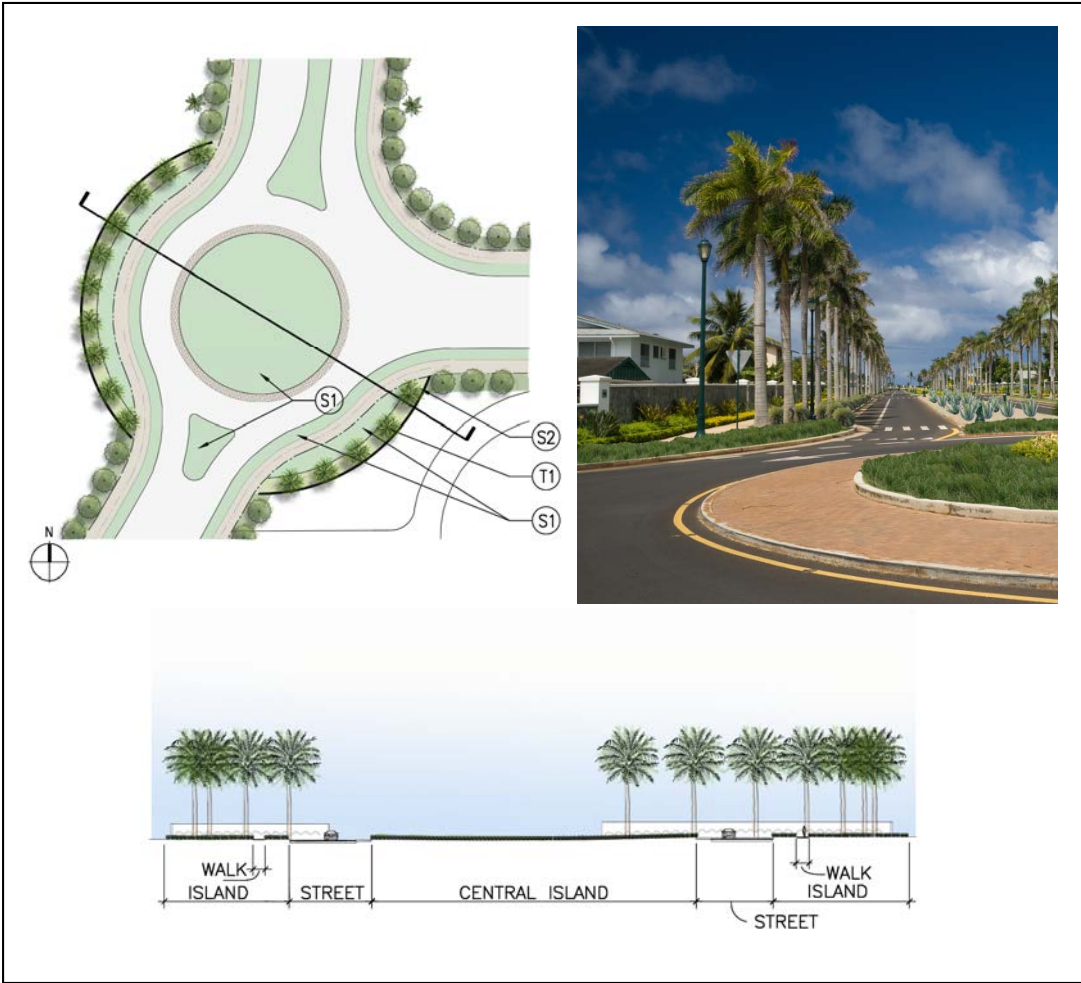 S1
S2
T1
S1
N
WALK
ISLAND
STREET
CENTRAL ISLAND
WALK
ISLAND
STREET